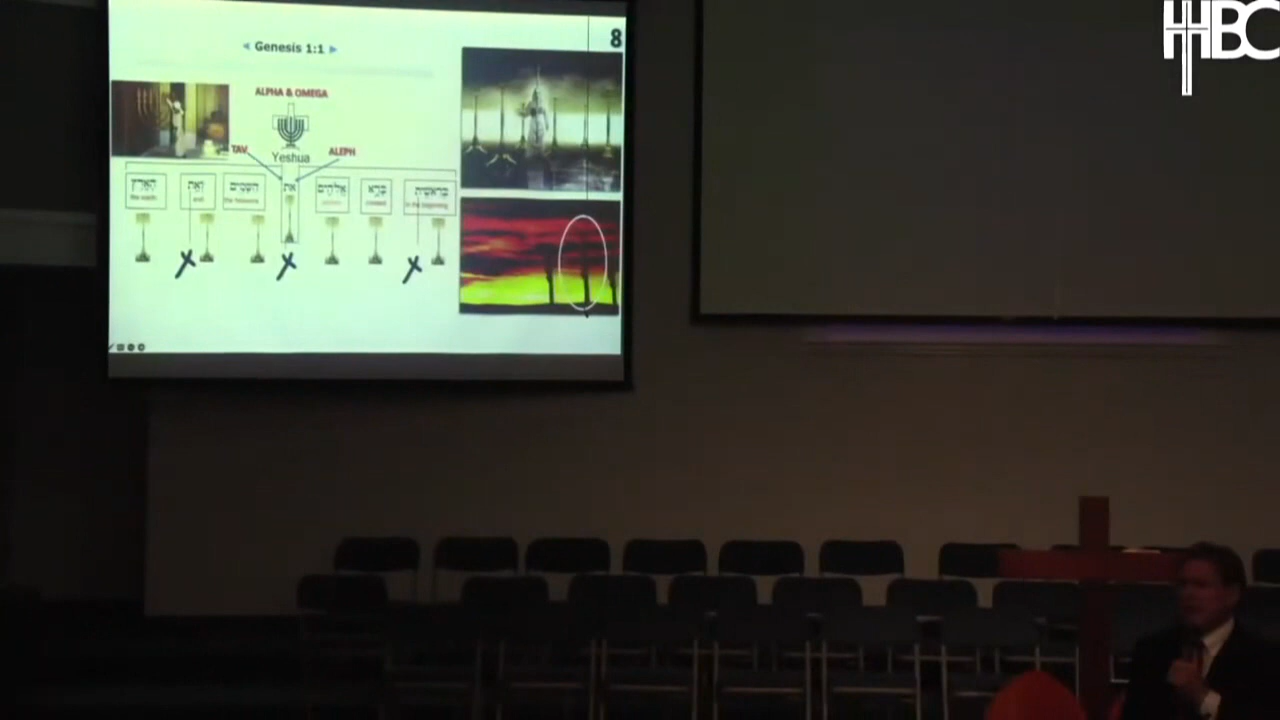 HBC
8
Genesis 1:1
ALPHA & OMEGA
TAV
ALEPH
Yeshua
בראשית
ברא
אלהים
את
השמים
ואת
הארץ
in the beginning
created
the heavens
and
the earth